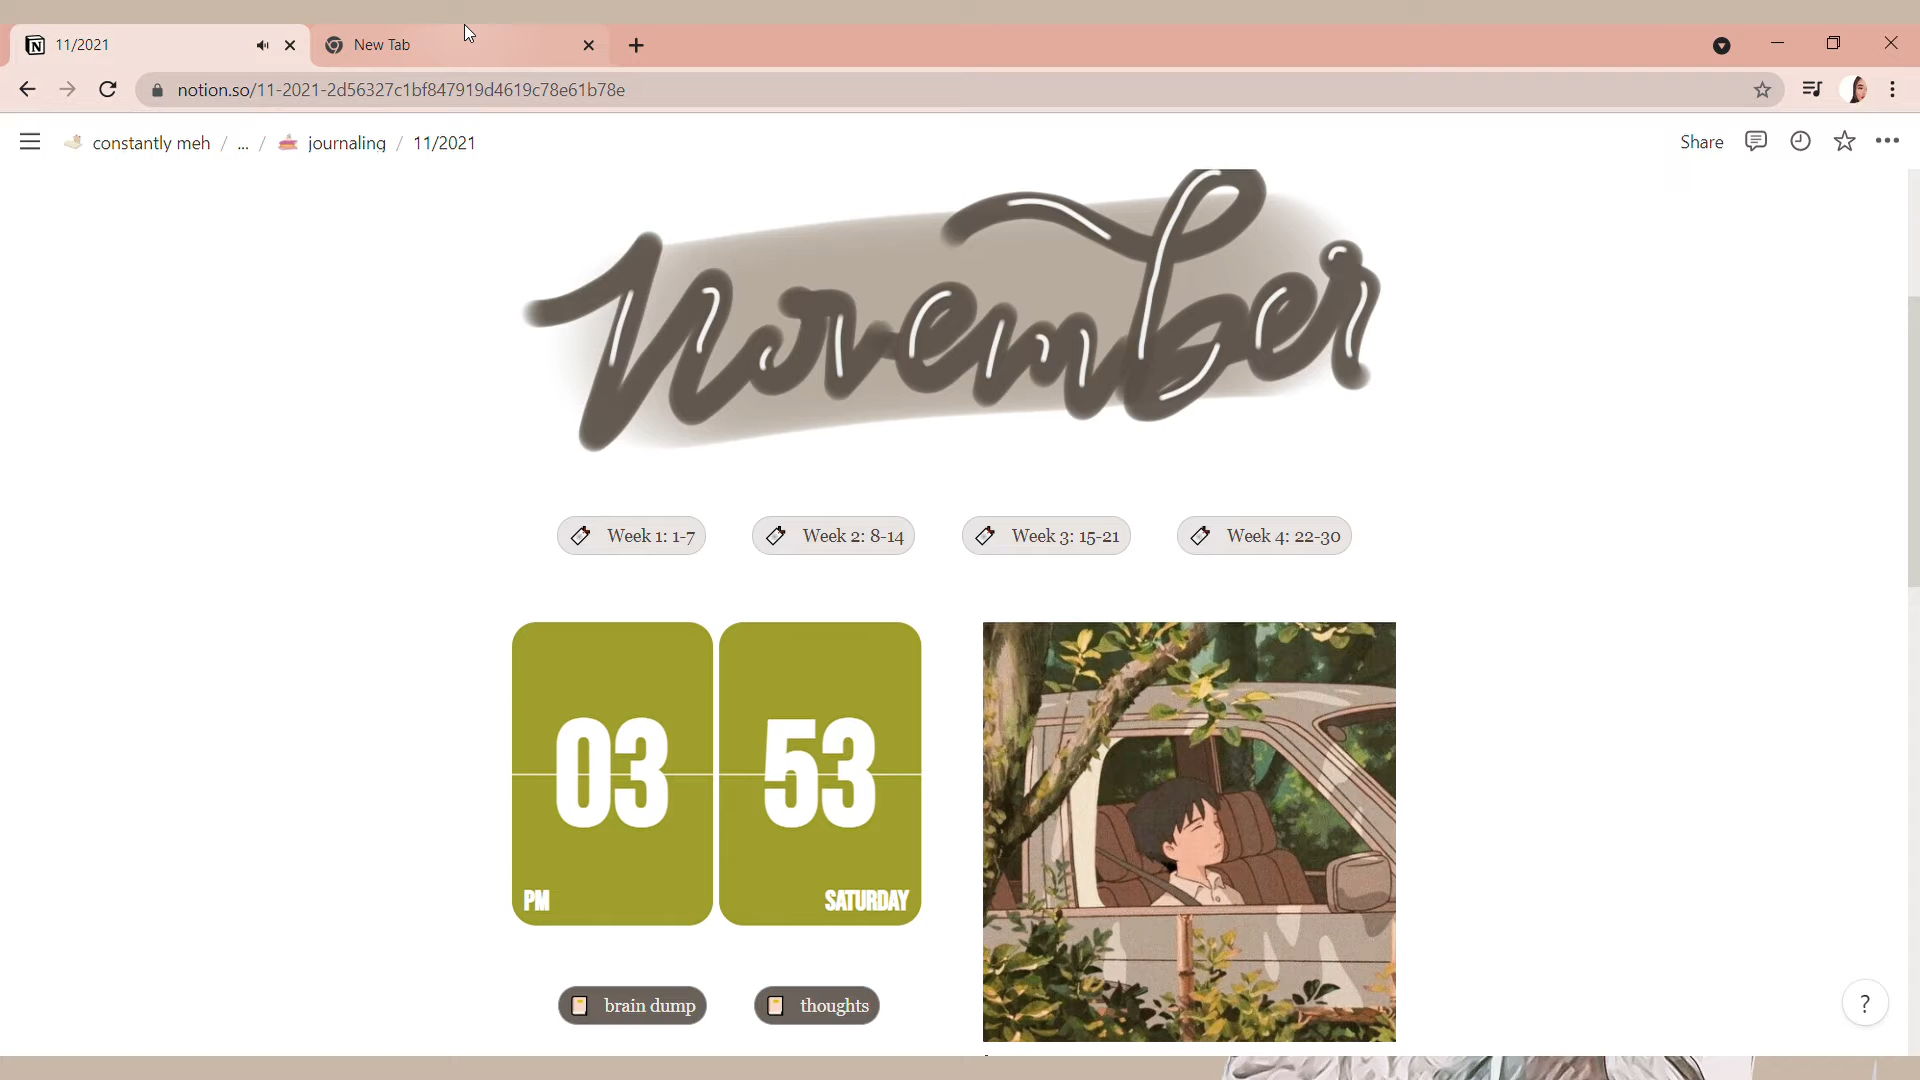 11/2021
New Tab
notion.so/11-2021-2d56327c1bf847919d4619c78e61b78e
constantly meh / ... / journaling / 11/2021
Share
November
Week 1: 1-7
Week 2: 8-14
Week 3: 15-21
Week 4: 22-30
03
53
PM
SATURDAY
brain dump
thoughts
?